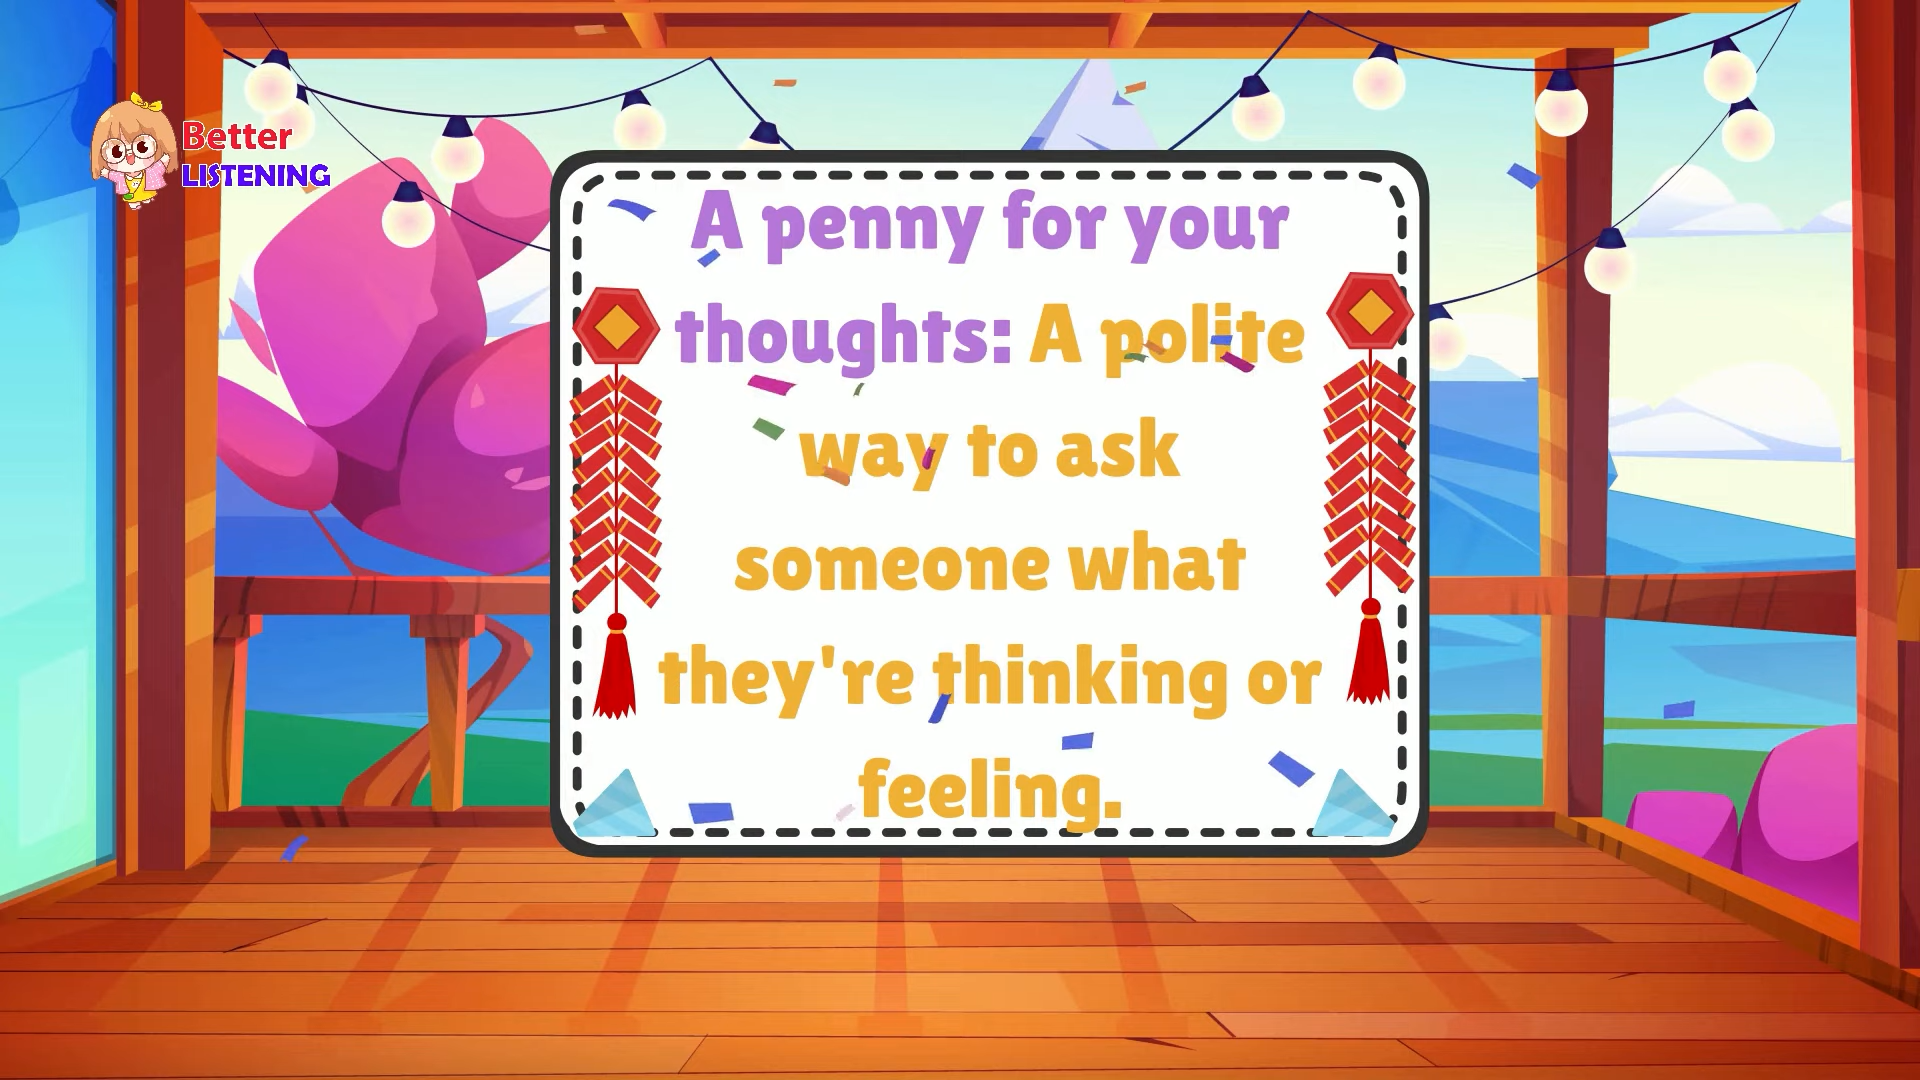 Better
LISTENING
A penny for your
thoughts: A polite
way to ask
someone what
they're thinking or
feeling.